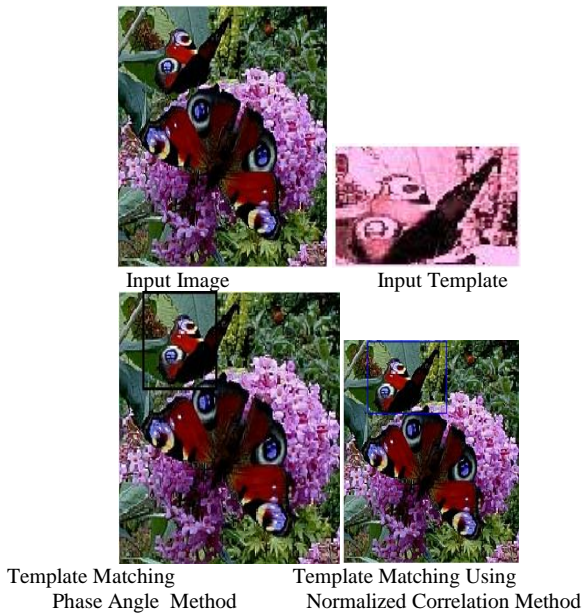 Input Image
Input Template
Template Matching
Phase Angle Method
Template Matching Using
Normalized Correlation Method